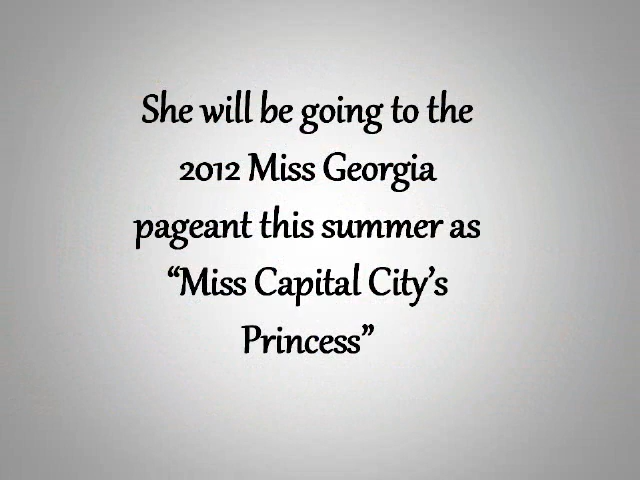 She will be going to the
2012 Miss Georgia
pageant this summer as
“Miss Capital City’s
Princess”